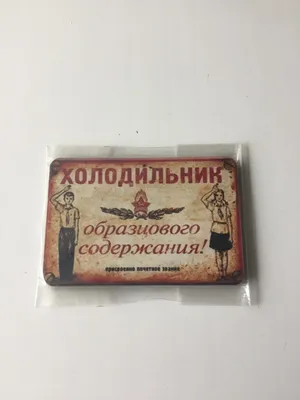 ХОЛОДИЛЬНИК
образцового
содержания!
присвоено почетное звание